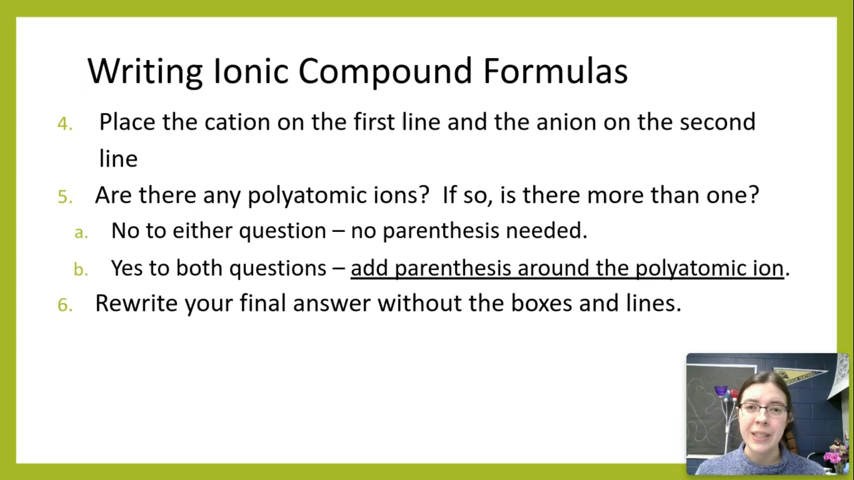 Writing Ionic Compound Formulas
4. Place the cation on the first line and the anion on the second
line
5. Are there any polyatomic ions? If so, is there more than one?
a. No to either question – no parenthesis needed.
b. Yes to both questions – add parenthesis around the polyatomic ion.
6. Rewrite your final answer without the boxes and lines.